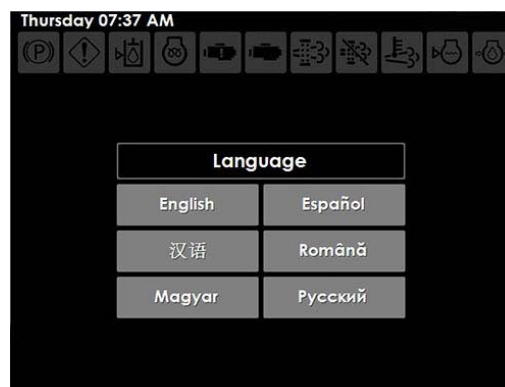 Thursday 07:37 AM
Language
English Español
汉语 Română
Magyar Русский